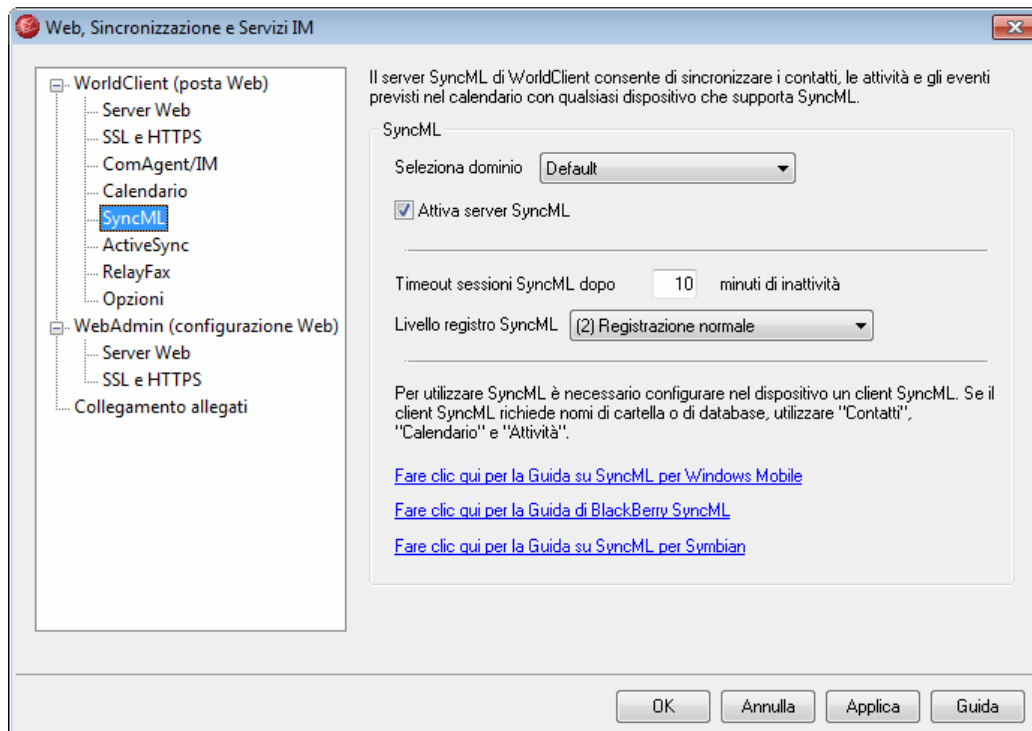 Web, Sincronizzazione e Servizi IM
WorldClient (posta Web)
Server Web
SSL e HTTPS
ComAgent/IM
Calendario
SyncML
ActiveSync
RelayFax
Opzioni
WebAdmin (configurazione Web)
Server Web
SSL e HTTPS
Collegamento allegati
Il server SyncML di WorldClient consente di sincronizzare i contatti, le attività e gli eventi
previsti nel calendario con qualsiasi dispositivo che supporta SyncML.
SyncML
Seleziona dominio Default
Attiva server SyncML
Timeout sessioni SyncML dopo 10 minuti di inattività
Livello registro SyncML (2) Registrazione normale
Per utilizzare SyncML è necessario configurare nel dispositivo un client SyncML. Se il
client SyncML richiede nomi di cartella o di database, utilizzare "Contatti",
"Calendario" e "Attività".
Fare clic qui per la Guida su SyncML per Windows Mobile
Fare clic qui per la Guida di BlackBerry SyncML
Fare clic qui per la Guida su SyncML per Symbian
OK Annulla Applica Guida